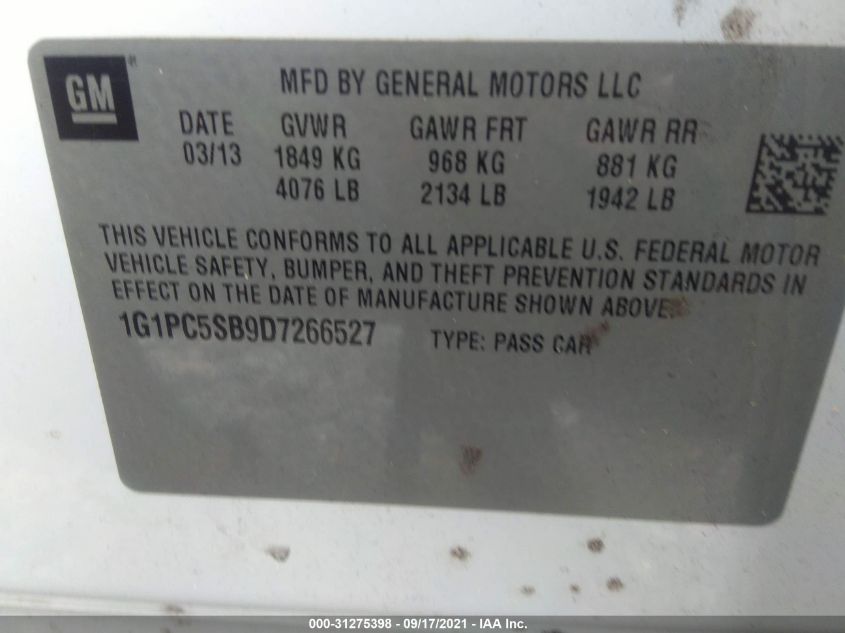 GM
MFD BY GENERAL MOTORS LLC
DATE GVWR GAWR FRT GAWR RR
03/13 1849 KG 968 KG 881 KG
4076 LB 2134 LB 1942 LB
THIS VEHICLE CONFORMS TO ALL APPLICABLE U.S. FEDERAL MOTOR
VEHICLE SAFETY, BUMPER, AND THEFT PREVENTION STANDARDS IN
EFFECT ON THE DATE OF MANUFACTURE SHOWN ABOVE.
1G1PC5SB9D7266527 TYPE: PASS CAR
000-31275398 - 09/17/2021 - IAA, Inc.